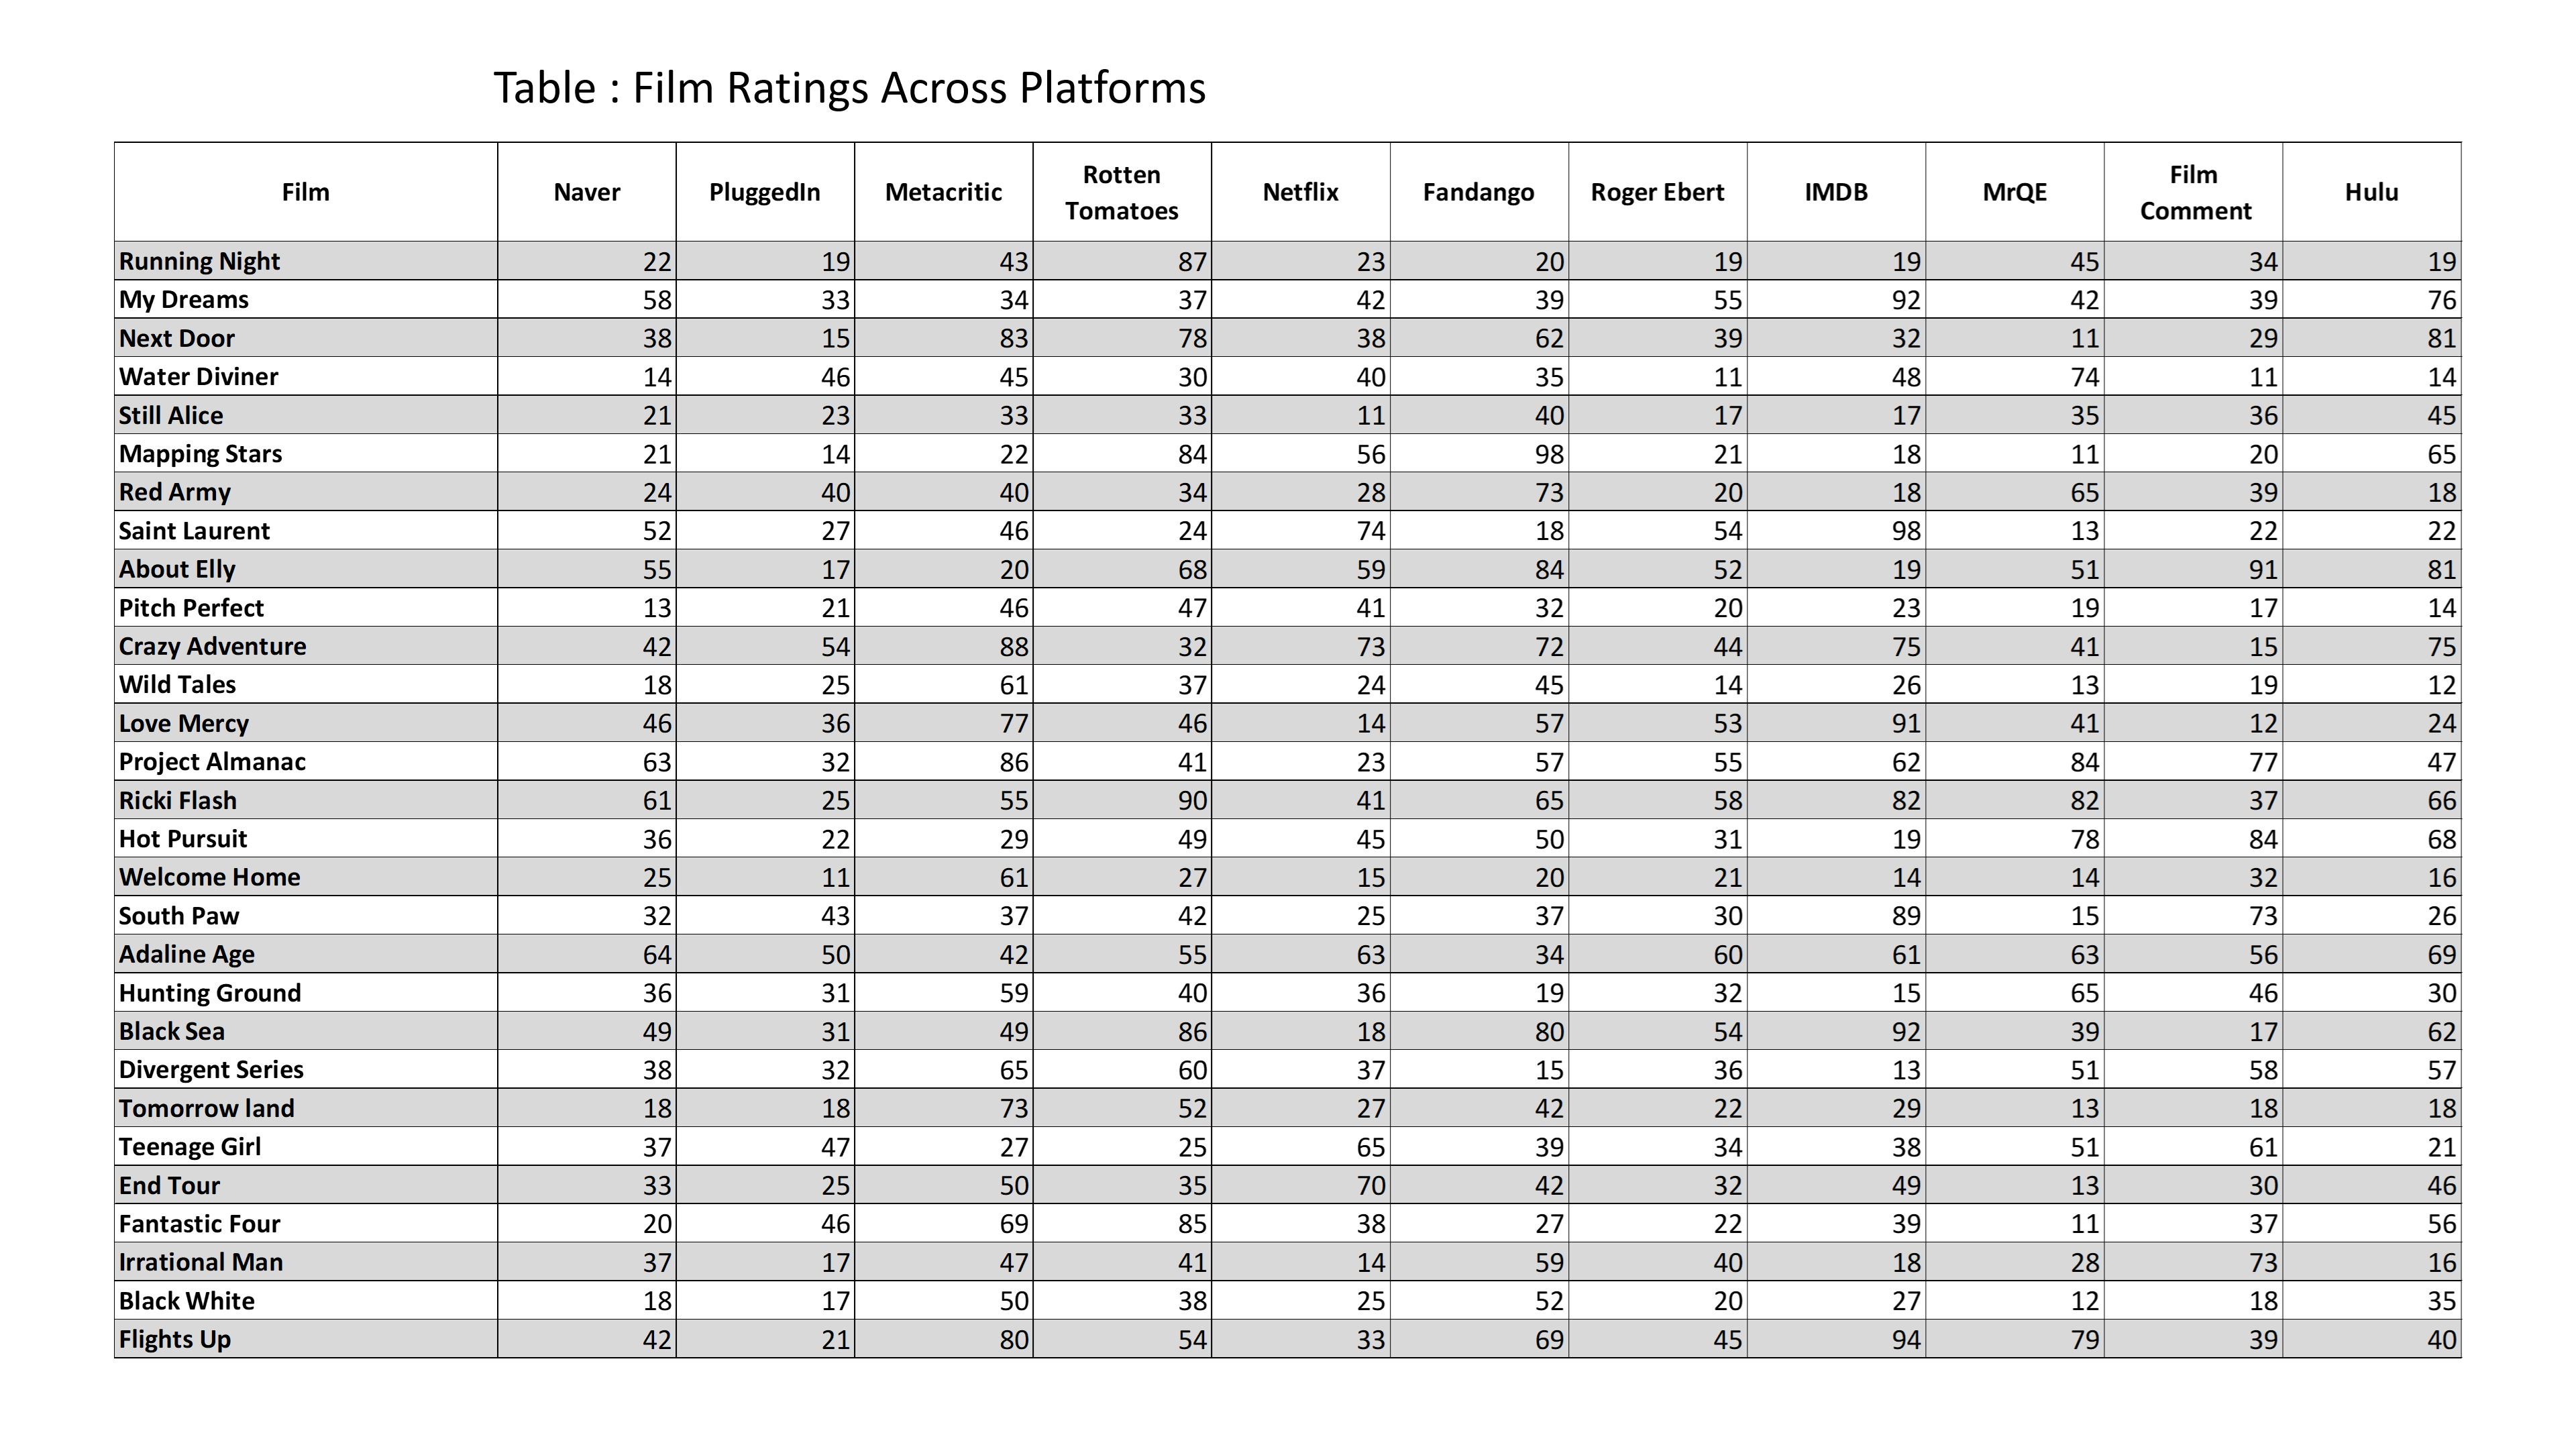 Table : Film Ratings Across Platforms
Film Naver PluggedIn Metacritic Rotten Tomatoes Netflix Fandango Roger Ebert IMDB MrQE Film Comment Hulu
Running Night 22 19 43 87 23 20 19 19 45 34 19
My Dreams 58 33 34 37 42 39 55 92 42 39 76
Next Door 38 15 83 78 38 62 39 32 11 29 81
Water Diviner 14 46 45 30 40 35 11 48 74 11 14
Still Alice 21 23 33 33 11 40 17 17 35 36 45
Mapping Stars 21 14 22 84 56 98 21 18 11 20 65
Red Army 24 40 40 34 28 73 20 18 65 39 18
Saint Laurent 52 27 46 24 74 18 54 98 13 22 22
About Elly 55 17 20 68 59 84 52 19 51 91 81
Pitch Perfect 13 21 46 47 41 32 20 23 19 17 14
Crazy Adventure 42 54 88 32 73 72 44 75 41 15 75
Wild Tales 18 25 61 37 24 45 14 26 13 19 12
Love Mercy 46 36 77 46 14 57 53 91 41 12 24
Project Almanac 63 32 86 41 23 57 55 62 84 77 47
Ricki Flash 61 25 55 90 41 65 58 82 82 37 66
Hot Pursuit 36 22 29 49 45 50 31 19 78 84 68
Welcome Home 25 11 61 27 15 20 21 14 14 32 16
South Paw 32 43 37 42 25 37 30 89 15 73 26
Adaline Age 64 50 42 55 63 34 60 61 63 56 69
Hunting Ground 36 31 59 40 36 19 32 15 65 46 30
Black Sea 49 31 49 86 18 80 54 92 39 17 62
Divergent Series 38 32 65 60 37 15 36 13 51 58 57
Tomorrow land 18 18 73 52 27 42 22 29 13 18 18
Teenage Girl 37 47 27 25 65 39 34 38 51 61 21
End Tour 33 25 50 35 70 42 32 49 13 30 46
Fantastic Four 20 46 69 85 38 27 22 39 11 37 56
Irrational Man 37 17 47 41 14 59 40 18 28 73 16
Black White 18 17 50 38 25 52 20 27 12 18 35
Flights Up 42 21 80 54 33 69 45 94 79 39 40